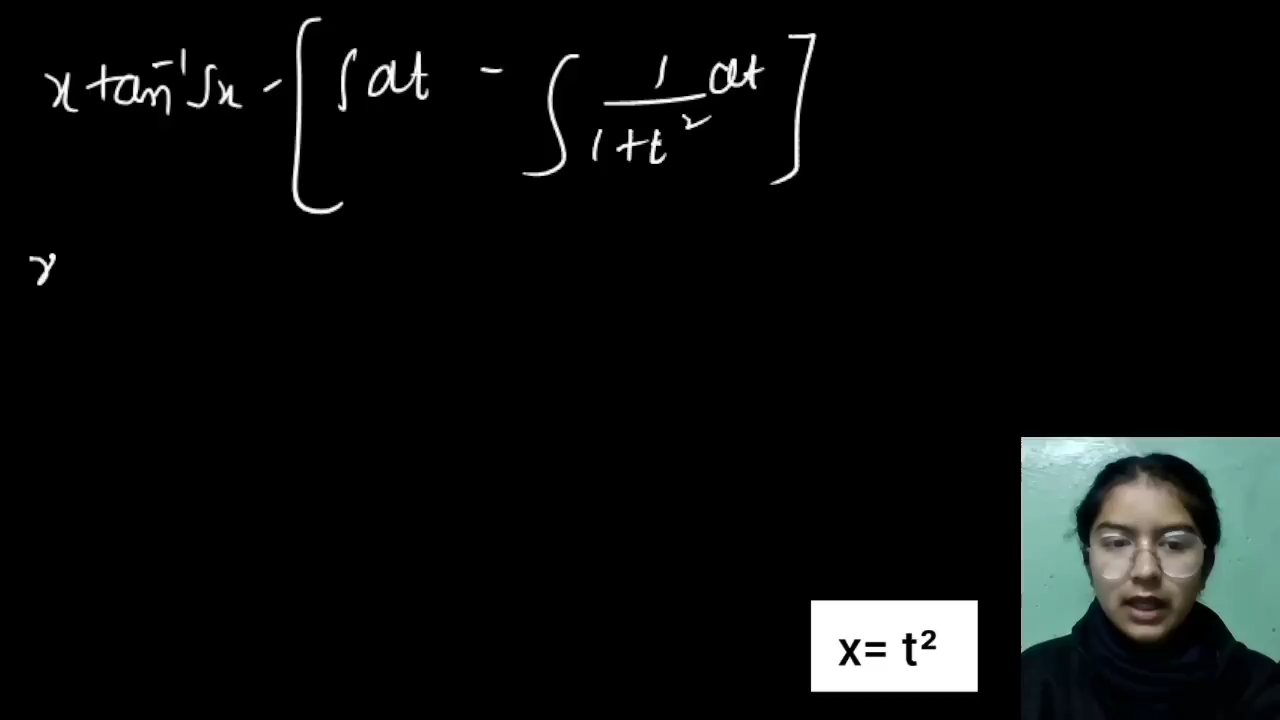 x tan⁻¹ √x - [ ∫ dt - ∫ 1/(1+t²) dt ]
x
x= t²